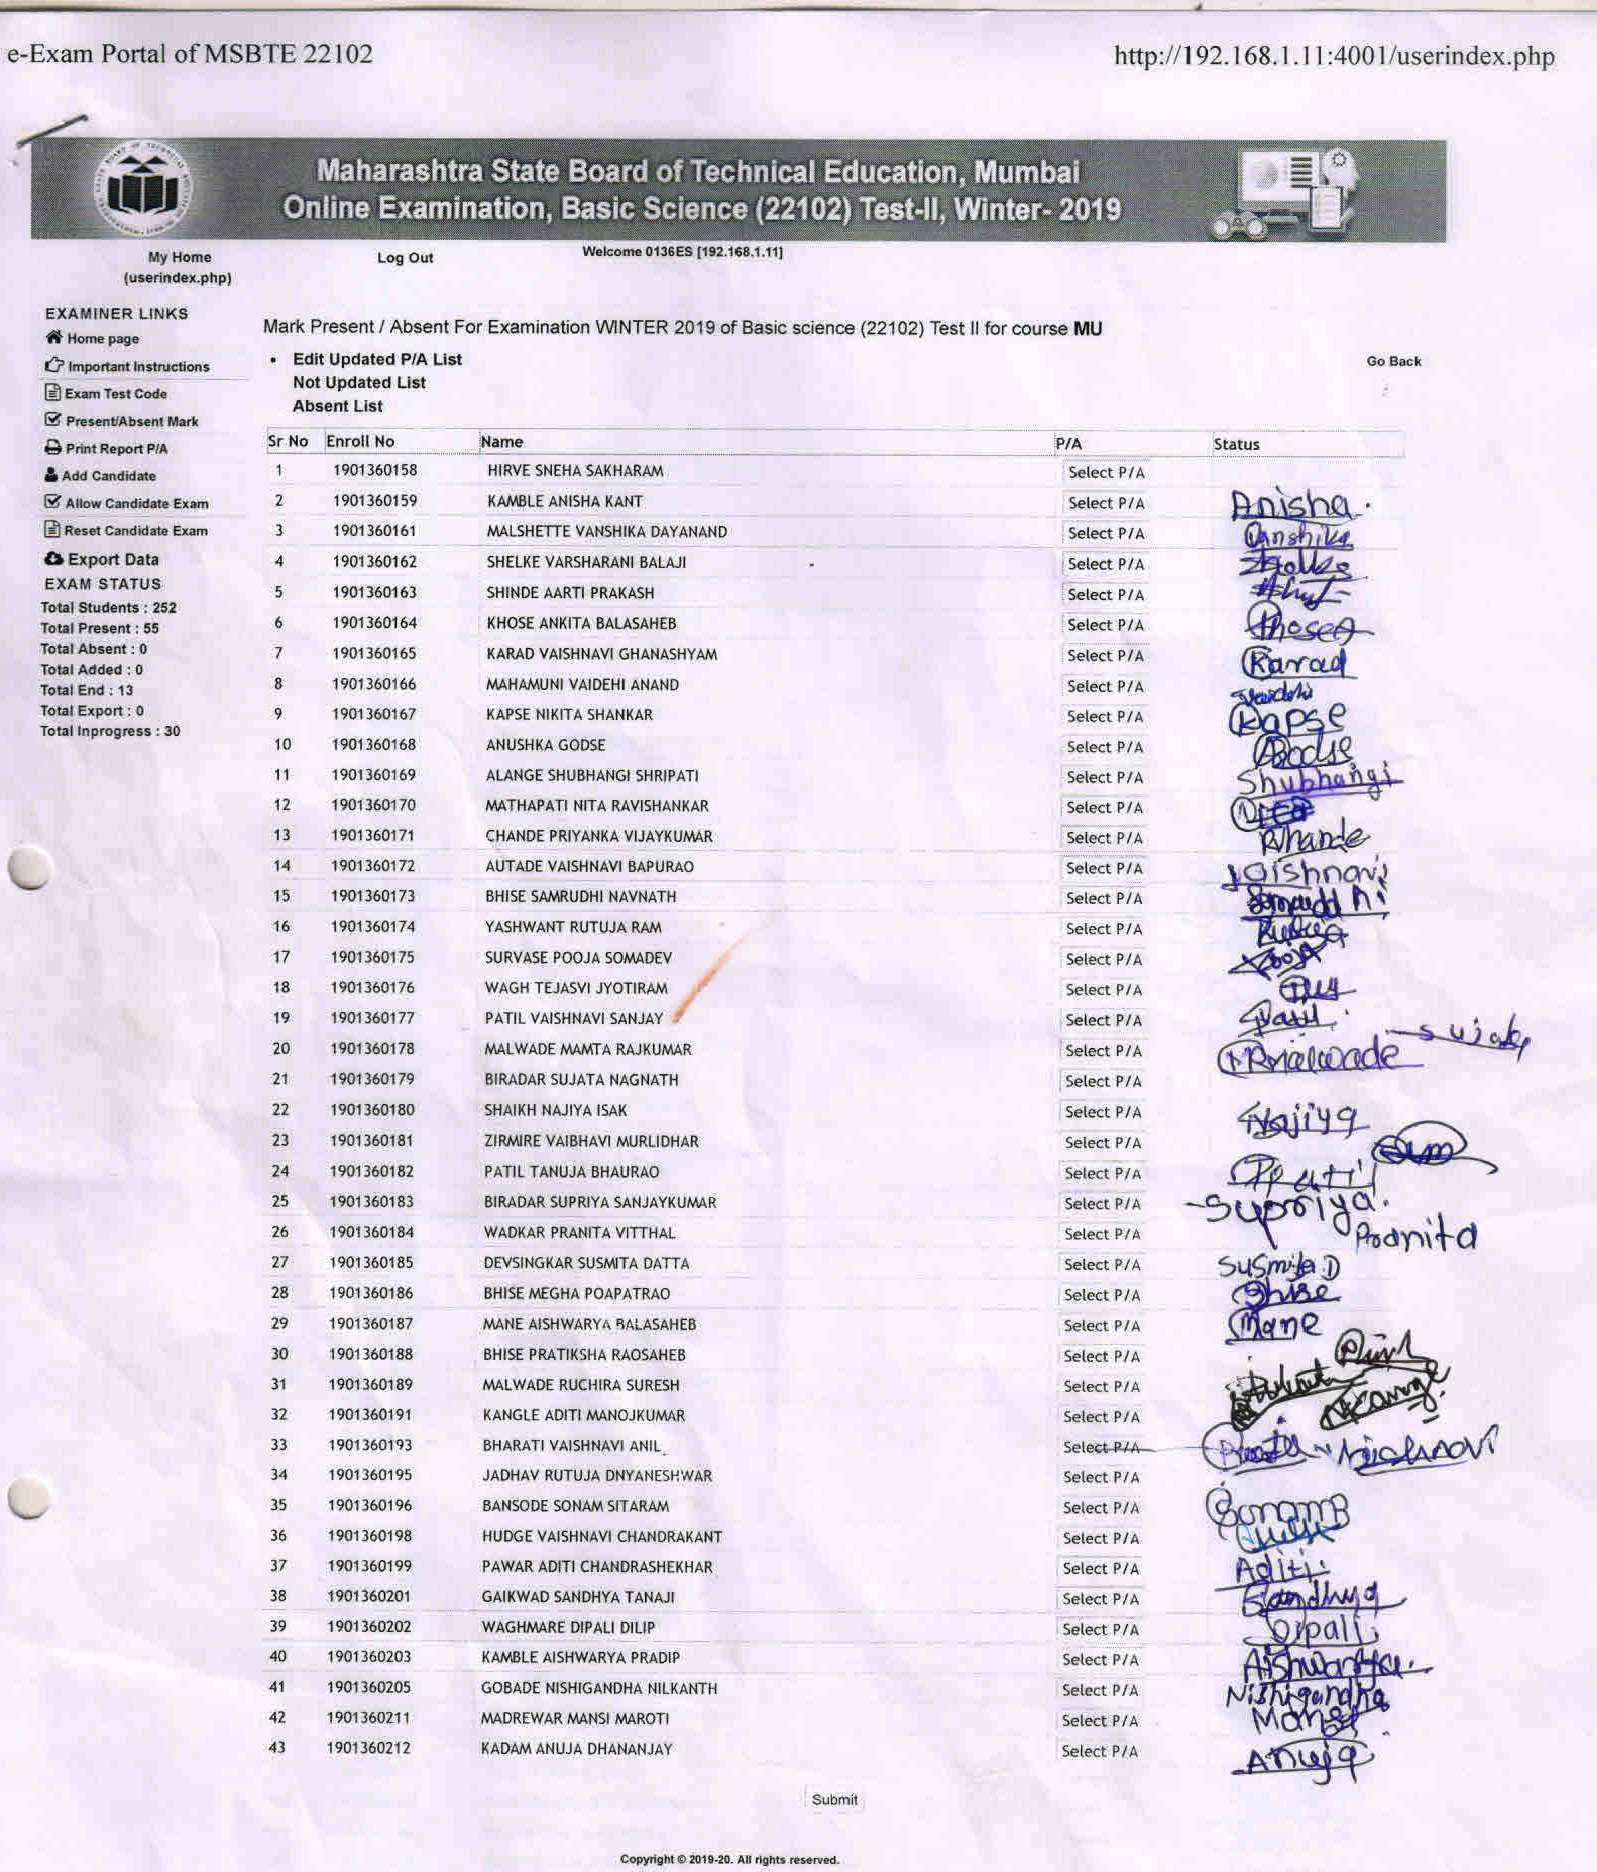 e-Exam Portal of MSBTE 22102 http://192.168.1.11:4001/userindex.php
Maharashtra State Board of Technical Education, Mumbai
Online Examination, Basic Science (22102) Test-II, Winter- 2019
My Home Log Out Welcome 0136ES [192.168.1.11]
(userindex.php)
EXAMINER LINKS
Home page
Important Instructions
Exam Test Code
Present/Absent Mark
Print Report P/A
Add Candidate
Allow Candidate Exam
Reset Candidate Exam
Export Data
EXAM STATUS
Total Students : 252
Total Present : 55
Total Absent : 0
Total Added : 0
Total End : 13
Total Export : 0
Total Inprogress : 30
Mark Present / Absent For Examination WINTER 2019 of Basic science (22102) Test II for course MU
• Edit Updated P/A List Go Back
Not Updated List
Absent List
Sr No Enroll No Name P/A Status
1 1901360158 HIRVE SNEHA SAKHARAM Select P/A
2 1901360159 KAMBLE ANISHA KANT Select P/A Anisha.
3 1901360161 MALSHETTE VANSHIKA DAYANAND Select P/A Vanshika
4 1901360162 SHELKE VARSHARANI BALAJI Select P/A
5 1901360163 SHINDE AARTI PRAKASH Select P/A
6 1901360164 KHOSE ANKITA BALASAHEB Select P/A
7 1901360165 KARAD VAISHNAVI GHANASHYAM Select P/A Karad
8 1901360166 MAHAMUNI VAIDEHI ANAND Select P/A Vaidehi
9 1901360167 KAPSE NIKITA SHANKAR Select P/A Kapse
10 1901360168 ANUSHKA GODSE Select P/A
11 1901360169 ALANGE SHUBHANGI SHRIPATI Select P/A Shubhangi
12 1901360170 MATHAPATI NITA RAVISHANKAR Select P/A
13 1901360171 CHANDE PRIYANKA VIJAYKUMAR Select P/A
14 1901360172 AUTADE VAISHNAVI BAPURAO Select P/A Vaishnavi
15 1901360173 BHISE SAMRUDHI NAVNATH Select P/A
16 1901360174 YASHWANT RUTUJA RAM Select P/A Rutuja
17 1901360175 SURVASE POOJA SOMADEV Select P/A Pooja
18 1901360176 WAGH TEJASVI JYOTIRAM Select P/A
19 1901360177 PATIL VAISHNAVI SANJAY Select P/A Patil
20 1901360178 MALWADE MAMTA RAJKUMAR Select P/A Malwade
21 1901360179 BIRADAR SUJATA NAGNATH Select P/A Sujata
22 1901360180 SHAIKH NAJIYA ISAK Select P/A Najiya
23 1901360181 ZIRMIRE VAIBHAVI MURLIDHAR Select P/A
24 1901360182 PATIL TANUJA BHAURAO Select P/A
25 1901360183 BIRADAR SUPRIYA SANJAYKUMAR Select P/A Supriya.
26 1901360184 WADKAR PRANITA VITTHAL Select P/A Pranita
27 1901360185 DEVSINGKAR SUSMITA DATTA Select P/A Susmita.D
28 1901360186 BHISE MEGHA POAPATRAO Select P/A Bhise
29 1901360187 MANE AISHWARYA BALASAHEB Select P/A Mane
30 1901360188 BHISE PRATIKSHA RAOSAHEB Select P/A
31 1901360189 MALWADE RUCHIRA SURESH Select P/A
32 1901360191 KANGLE ADITI MANOJKUMAR Select P/A
33 1901360193 BHARATI VAISHNAVI ANIL Select P/A Vaishnavi
34 1901360195 JADHAV RUTUJA DNYANESHWAR Select P/A
35 1901360196 BANSODE SONAM SITARAM Select P/A SonamB
36 1901360198 HUDGE VAISHNAVI CHANDRAKANT Select P/A
37 1901360199 PAWAR ADITI CHANDRASHEKHAR Select P/A Aditi
38 1901360201 GAIKWAD SANDHYA TANAJI Select P/A Sandhya
39 1901360202 WAGHMARE DIPALI DILIP Select P/A Dipali
40 1901360203 KAMBLE AISHWARYA PRADIP Select P/A Aishwarya.
41 1901360205 GOBADE NISHIGANDHA NILKANTH Select P/A Nishigandha
42 1901360211 MADREWAR MANSI MAROTI Select P/A Mansi
43 1901360212 KADAM ANUJA DHANANJAY Select P/A Anuja
Submit
Copyright © 2019-20. All rights reserved.